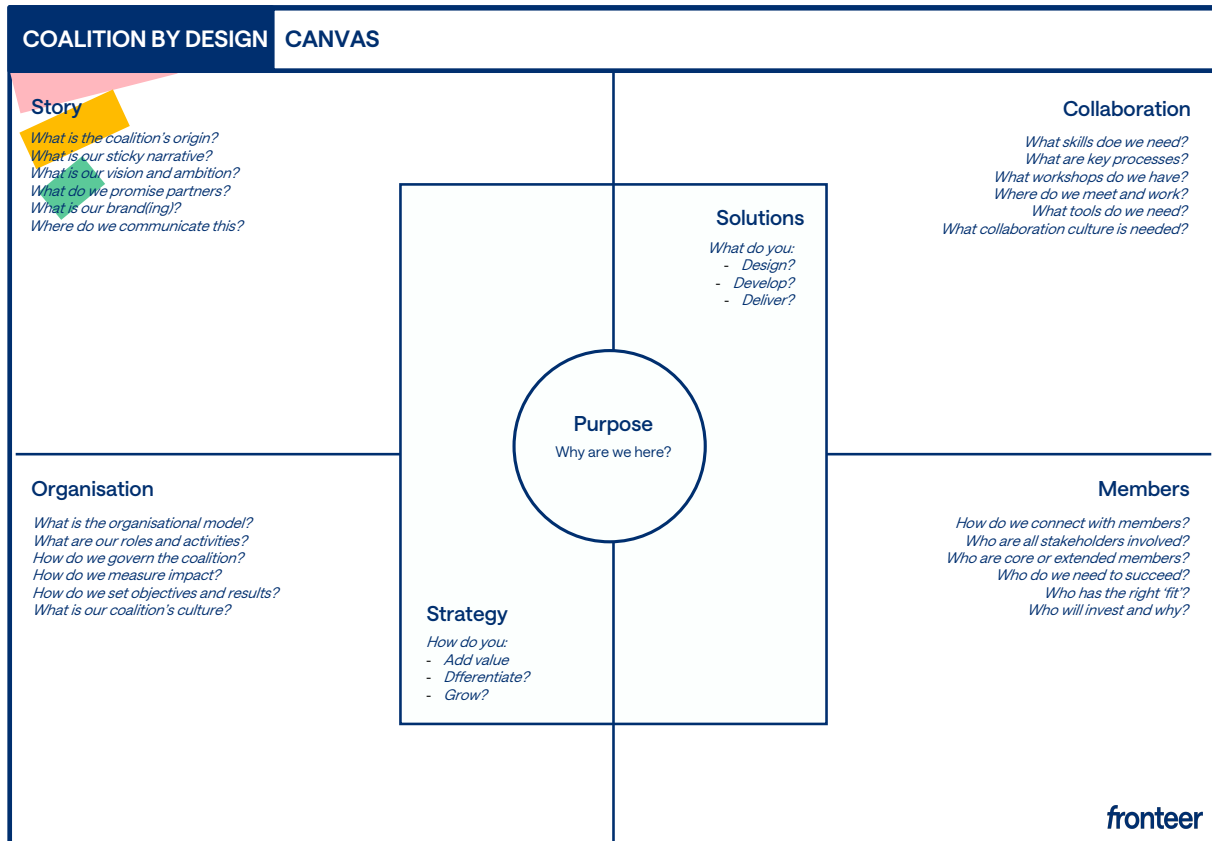 COALITION BY DESIGN CANVAS
Story
What is the coalition's origin?
What is our sticky narrative?
What is our vision and ambition?
What do we promise partners?
What is our brand(ing)?
Where do we communicate this?
Collaboration
What skills doe we need?
What are key processes?
What workshops do we have?
Where do we meet and work?
What tools do we need?
What collaboration culture is needed?
Solutions
What do you:
- Design?
- Develop?
- Deliver?
Purpose
Why are we here?
Organisation
What is the organisational model?
What are our roles and activities?
How do we govern the coalition?
How do we measure impact?
How do we set objectives and results?
What is our coalition's culture?
Strategy
How do you:
- Add value
- Dfferentiate?
- Grow?
Members
How do we connect with members?
Who are all stakeholders involved?
Who are core or extended members?
Who do we need to succeed?
Who has the right 'fit'?
Who will invest and why?
fronteer